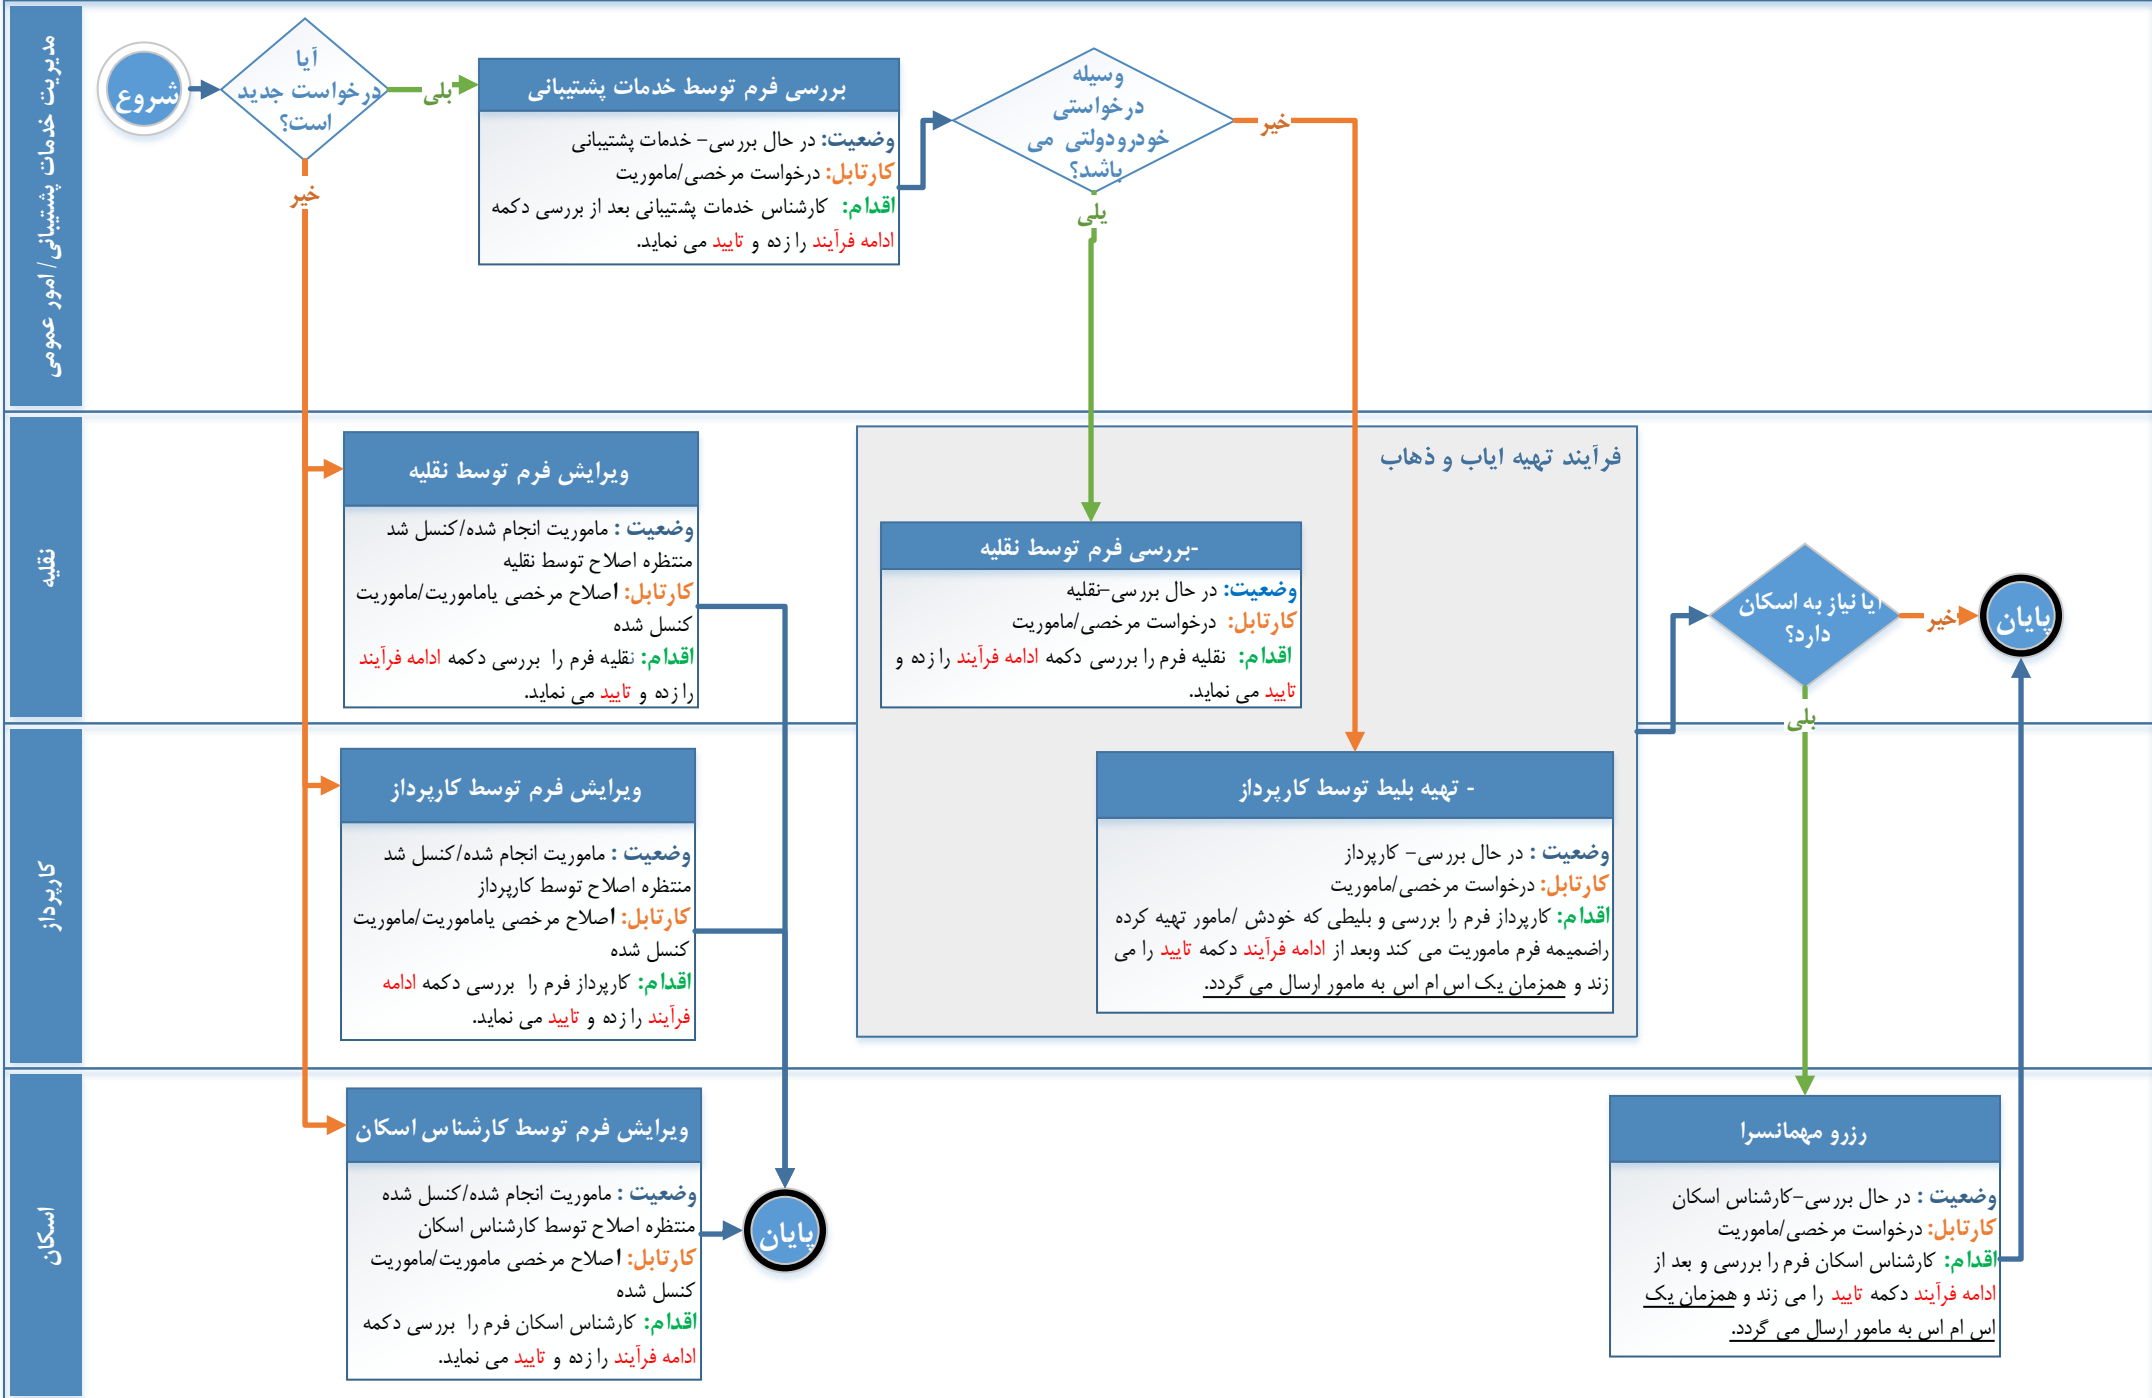 مدیریت خدمات پشتیبانی/ امور عمومی
شروع
آیا
درخواست جدید
است؟
بلی
خیر
بررسی فرم توسط خدمات پشتیبانی
وضعیت: در حال بررسی- خدمات پشتیبانی
کارتابل: درخواست مرخصی/ماموریت
اقدام: کارشناس خدمات پشتیبانی بعد از بررسی دکمه
ادامه فرآیند را زده و تایید می نماید.
وسیله
درخواستی
خودرودولتی می
باشد؟
خیر
یلی
نقلیه
ویرایش فرم توسط نقلیه
وضعیت : ماموریت انجام شده/کنسل شد
منتظره اصلاح توسط نقلیه
کارتابل: اصلاح مرخصی یاماموریت/ماموریت
کنسل شده
اقدام: نقلیه فرم را بررسی دکمه ادامه فرآیند
را زده و تایید می نماید.
فرآیند تهیه ایاب و ذهاب
-بررسی فرم توسط نقلیه
وضعیت: در حال بررسی-نقلیه
کارتابل: درخواست مرخصی/ماموریت
اقدام: نقلیه فرم را بررسی دکمه ادامه فرآیند را زده و
تایید می نماید.
آیا نیاز به اسکان
دارد؟
خیر
پایان
بلی
کارپرداز
ویرایش فرم توسط کارپرداز
وضعیت : ماموریت انجام شده/کنسل شد
منتظره اصلاح توسط کارپرداز
کارتابل: اصلاح مرخصی یاماموریت/ماموریت
کنسل شده
اقدام: کارپرداز فرم را بررسی دکمه ادامه
فرآیند را زده و تایید می نماید.
- تهیه بلیط توسط کارپرداز
وضعیت : در حال بررسی- کارپرداز
کارتابل: درخواست مرخصی/ماموریت
اقدام: کارپرداز فرم را بررسی و بلیطی که خودش /مامور تهیه کرده
راضمیمه فرم ماموریت می کند وبعد از ادامه فرآیند دکمه تایید را می
زند و همزمان یک اس ام اس به مامور ارسال می گردد.
اسکان
ویرایش فرم توسط کارشناس اسکان
وضعیت : ماموریت انجام شده/کنسل شده
منتظره اصلاح توسط کارشناس اسکان
کارتابل: اصلاح مرخصی ماموریت/ماموریت
کنسل شده
اقدام: کارشناس اسکان فرم را بررسی دکمه
ادامه فرآیند را زده و تایید می نماید.
پایان
رزرو مهمانسرا
وضعیت : در حال بررسی-کارشناس اسکان
کارتابل: درخواست مرخصی/ماموریت
اقدام: کارشناس اسکان فرم را بررسی و بعد از
ادامه فرآیند دکمه تایید را می زند و همزمان یک
اس ام اس به مامور ارسال می گردد.